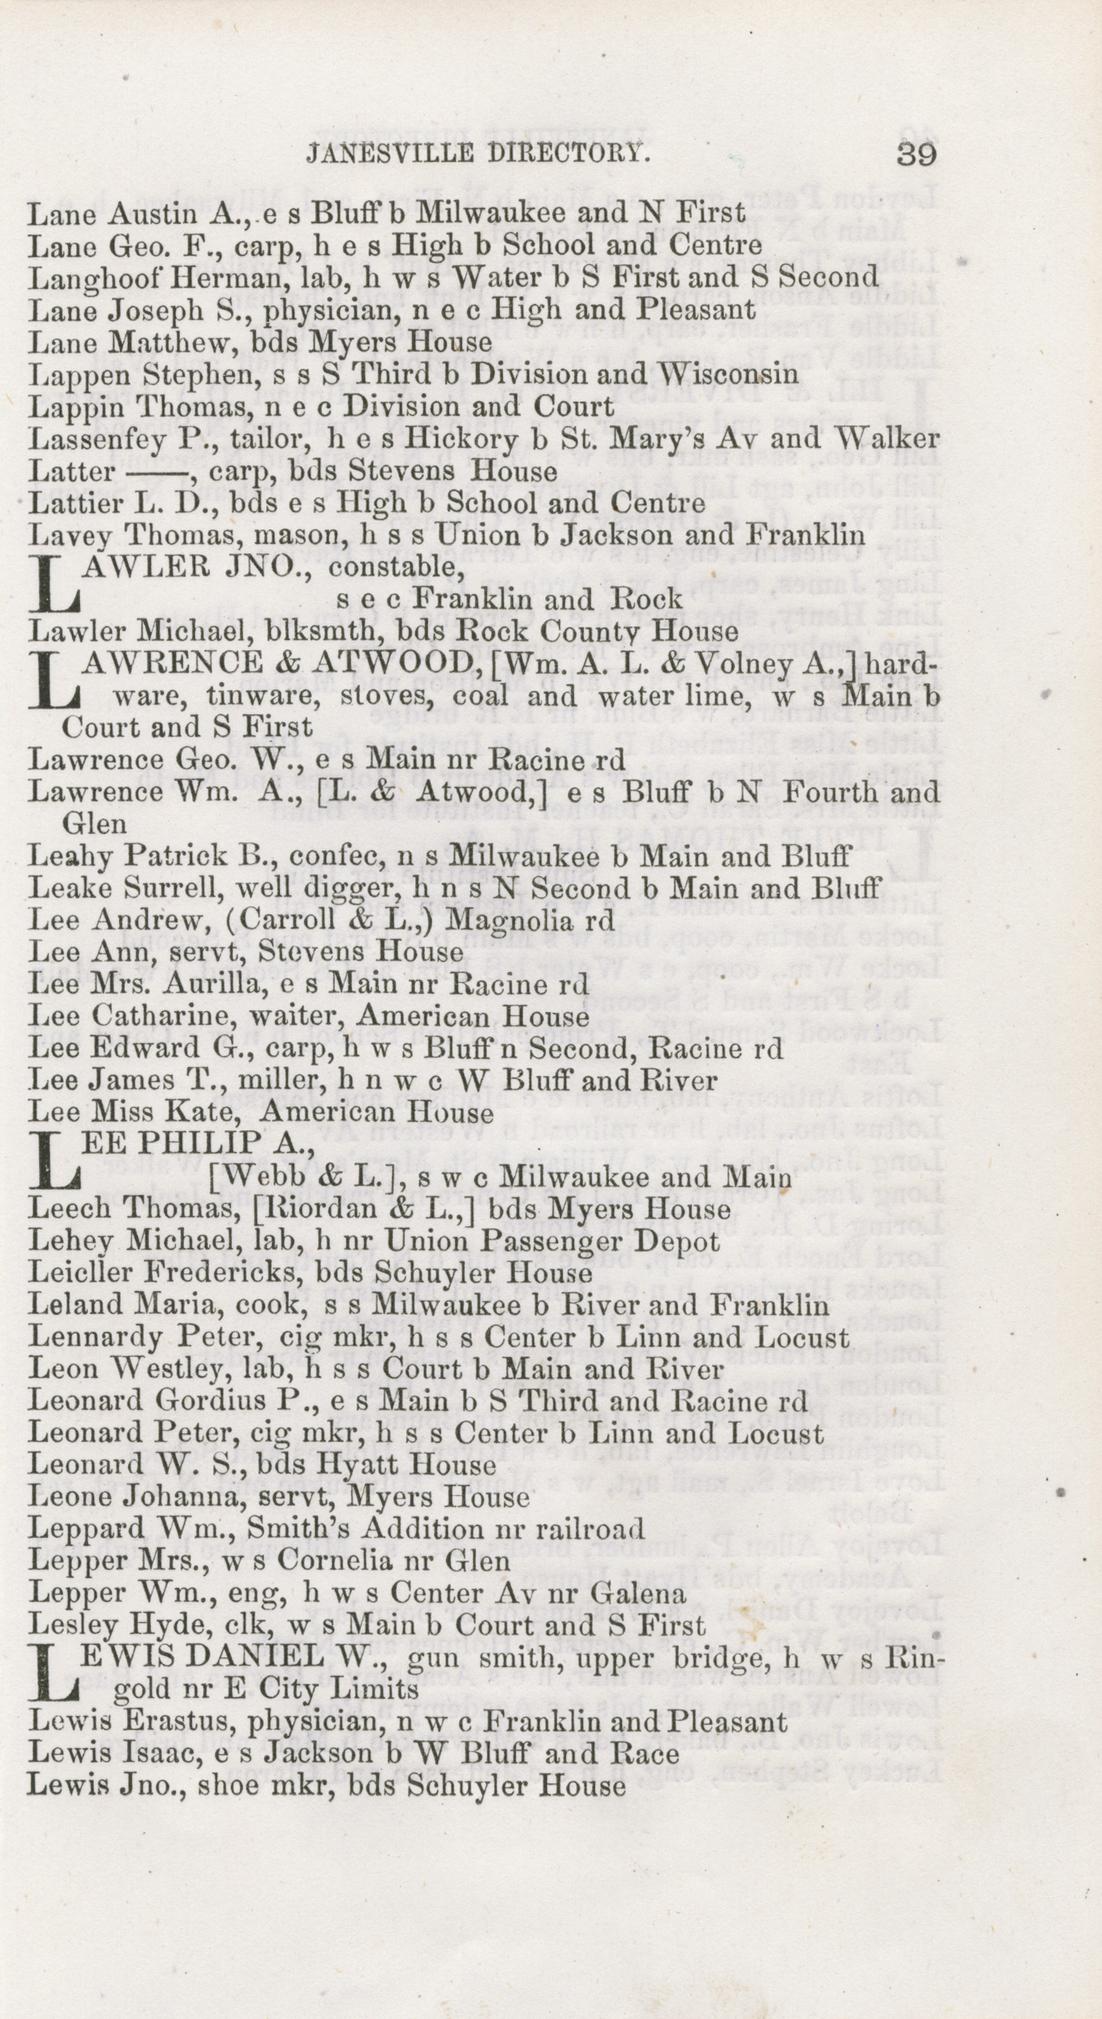 JANESVILLE DIRECTORY. 39
Lane Austin A., e s Bluff b Milwaukee and N First
Lane Geo. F., carp, h e s High b School and Centre
Langhoof Herman, lab, h w s Water b S First and S Second
Lane Joseph S., physician, n e c High and Pleasant
Lane Matthew, bds Myers House
Lappen Stephen, s s S Third b Division and Wisconsin
Lappin Thomas, n e c Division and Court
Lassenfey P., tailor, h e s Hickory b St. Mary's Av and Walker
Latter ——, carp, bds Stevens House
Lattier L. D., bds e s High b School and Centre
Lavey Thomas, mason, h s s Union b Jackson and Franklin
LAWLER JNO., constable,
s e c Franklin and Rock
Lawler Michael, blksmth, bds Rock County House
LAWRENCE & ATWOOD, [Wm. A. L. & Volney A.,] hard-
ware, tinware, stoves, coal and water lime, w s Main b
Court and S First
Lawrence Geo. W., e s Main nr Racine rd
Lawrence Wm. A., [L. & Atwood,] e s Bluff b N Fourth and
Glen
Leahy Patrick B., confec, n s Milwaukee b Main and Bluff
Leake Surrell, well digger, h n s N Second b Main and Bluff
Lee Andrew, (Carroll & L.,) Magnolia rd
Lee Ann, servt, Stevens House
Lee Mrs. Aurilla, e s Main nr Racine rd
Lee Catharine, waiter, American House
Lee Edward G., carp, h w s Bluff n Second, Racine rd
Lee James T., miller, h n w c W Bluff and River
Lee Miss Kate, American House
LEE PHILIP A.,
[Webb & L.], s w c Milwaukee and Main
Leech Thomas, [Riordan & L.,] bds Myers House
Lehey Michael, lab, h nr Union Passenger Depot
Leicller Fredericks, bds Schuyler House
Leland Maria, cook, s s Milwaukee b River and Franklin
Lennardy Peter, cig mkr, h s s Center b Linn and Locust
Leon Westley, lab, h s s Court b Main and River
Leonard Gordius P., e s Main b S Third and Racine rd
Leonard Peter, cig mkr, h s s Center b Linn and Locust
Leonard W. S., bds Hyatt House
Leone Johanna, servt, Myers House
Leppard Wm., Smith's Addition nr railroad
Lepper Mrs., w s Cornelia nr Glen
Lepper Wm., eng, h w s Center Av nr Galena
Lesley Hyde, clk, w s Main b Court and S First
LEWIS DANIEL W., gun smith, upper bridge, h w s Rin-
gold nr E City Limits
Lewis Erastus, physician, n w c Franklin and Pleasant
Lewis Isaac, e s Jackson b W Bluff and Race
Lewis Jno., shoe mkr, bds Schuyler House